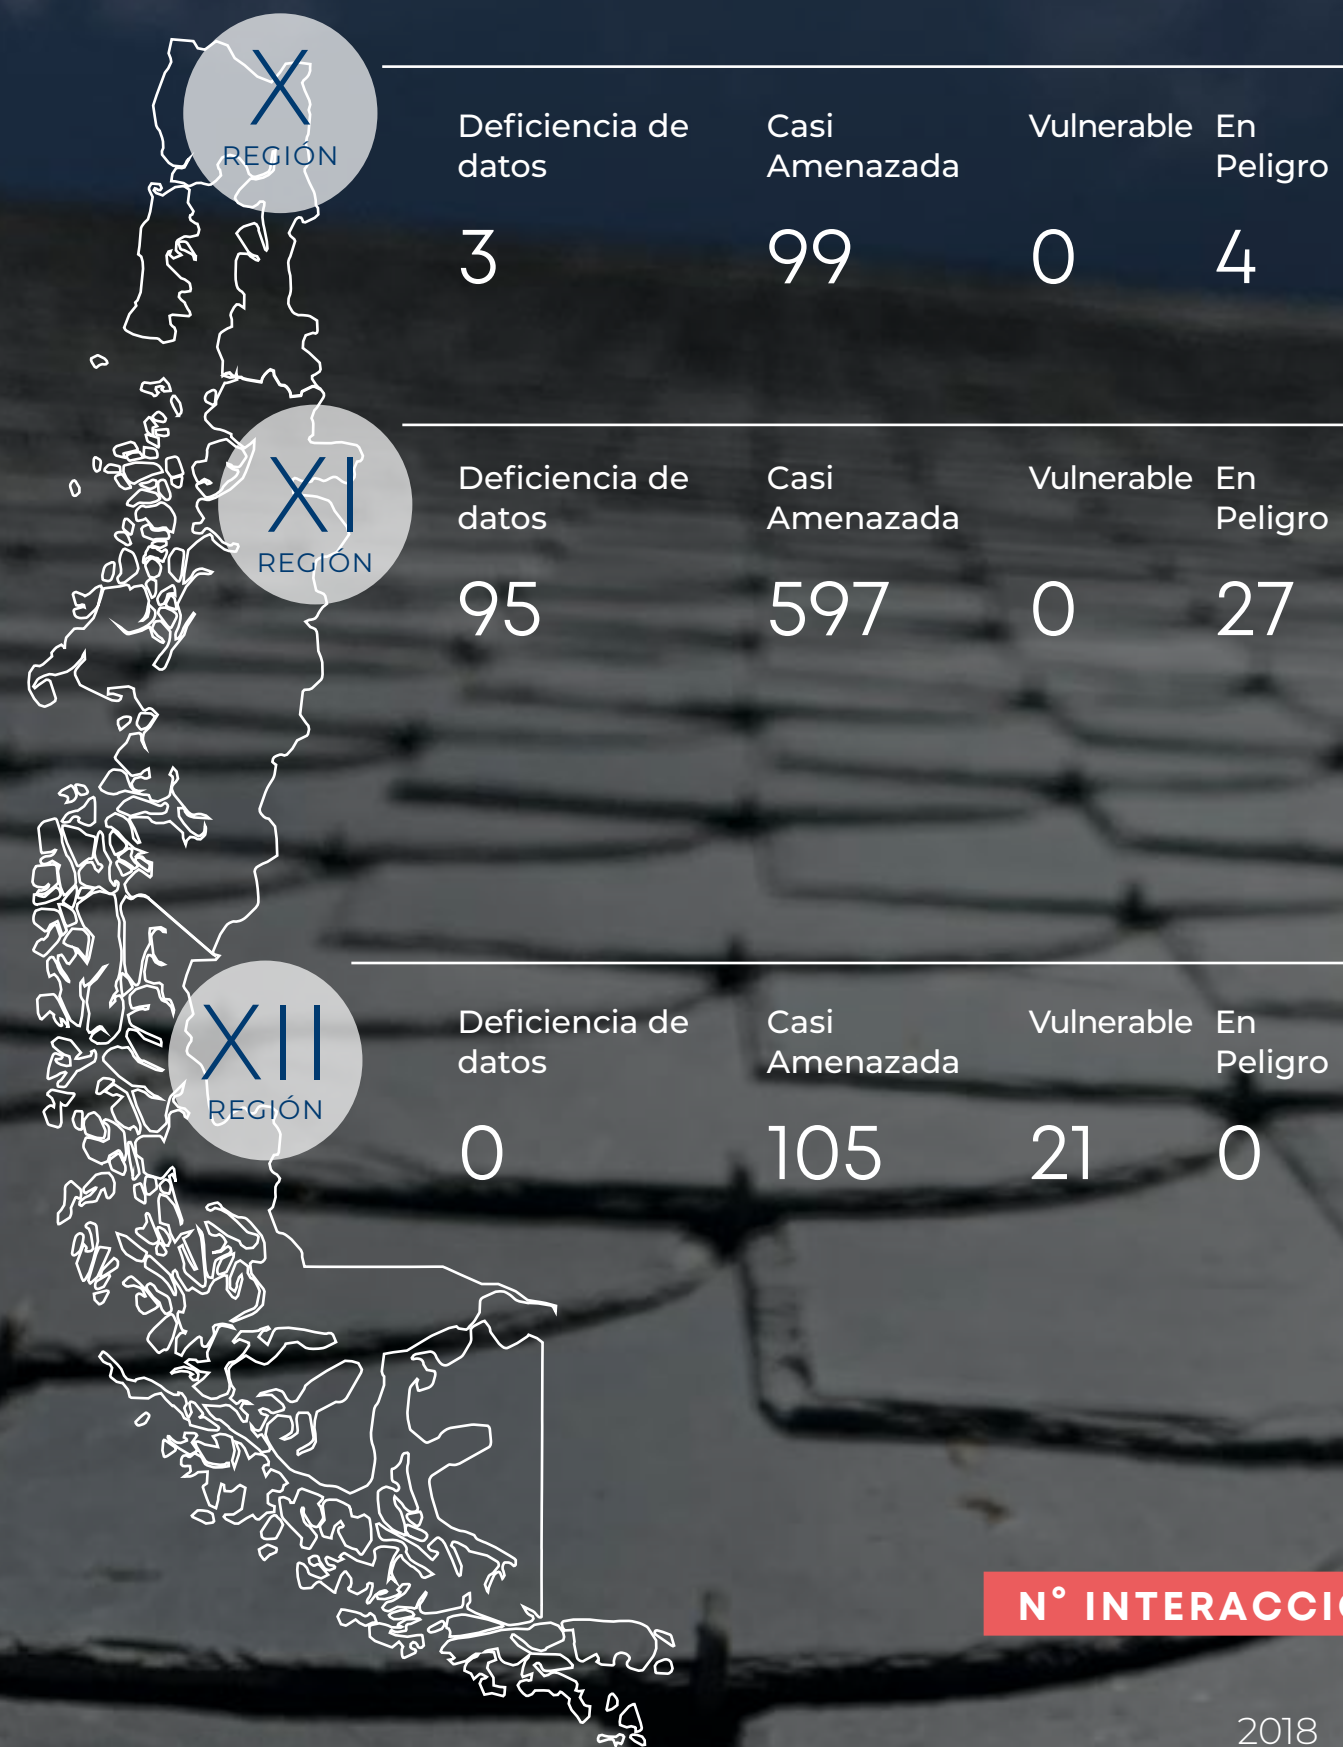 X
REGIÓN
Deficiencia de
datos
Casi
Amenazada
Vulnerable
En
Peligro
3
99
0
4
XI
REGIÓN
Deficiencia de
datos
Casi
Amenazada
Vulnerable
En
Peligro
95
597
0
27
XII
REGIÓN
Deficiencia de
datos
Casi
Amenazada
Vulnerable
En
Peligro
0
105
21
0
N° INTERACCI
2018